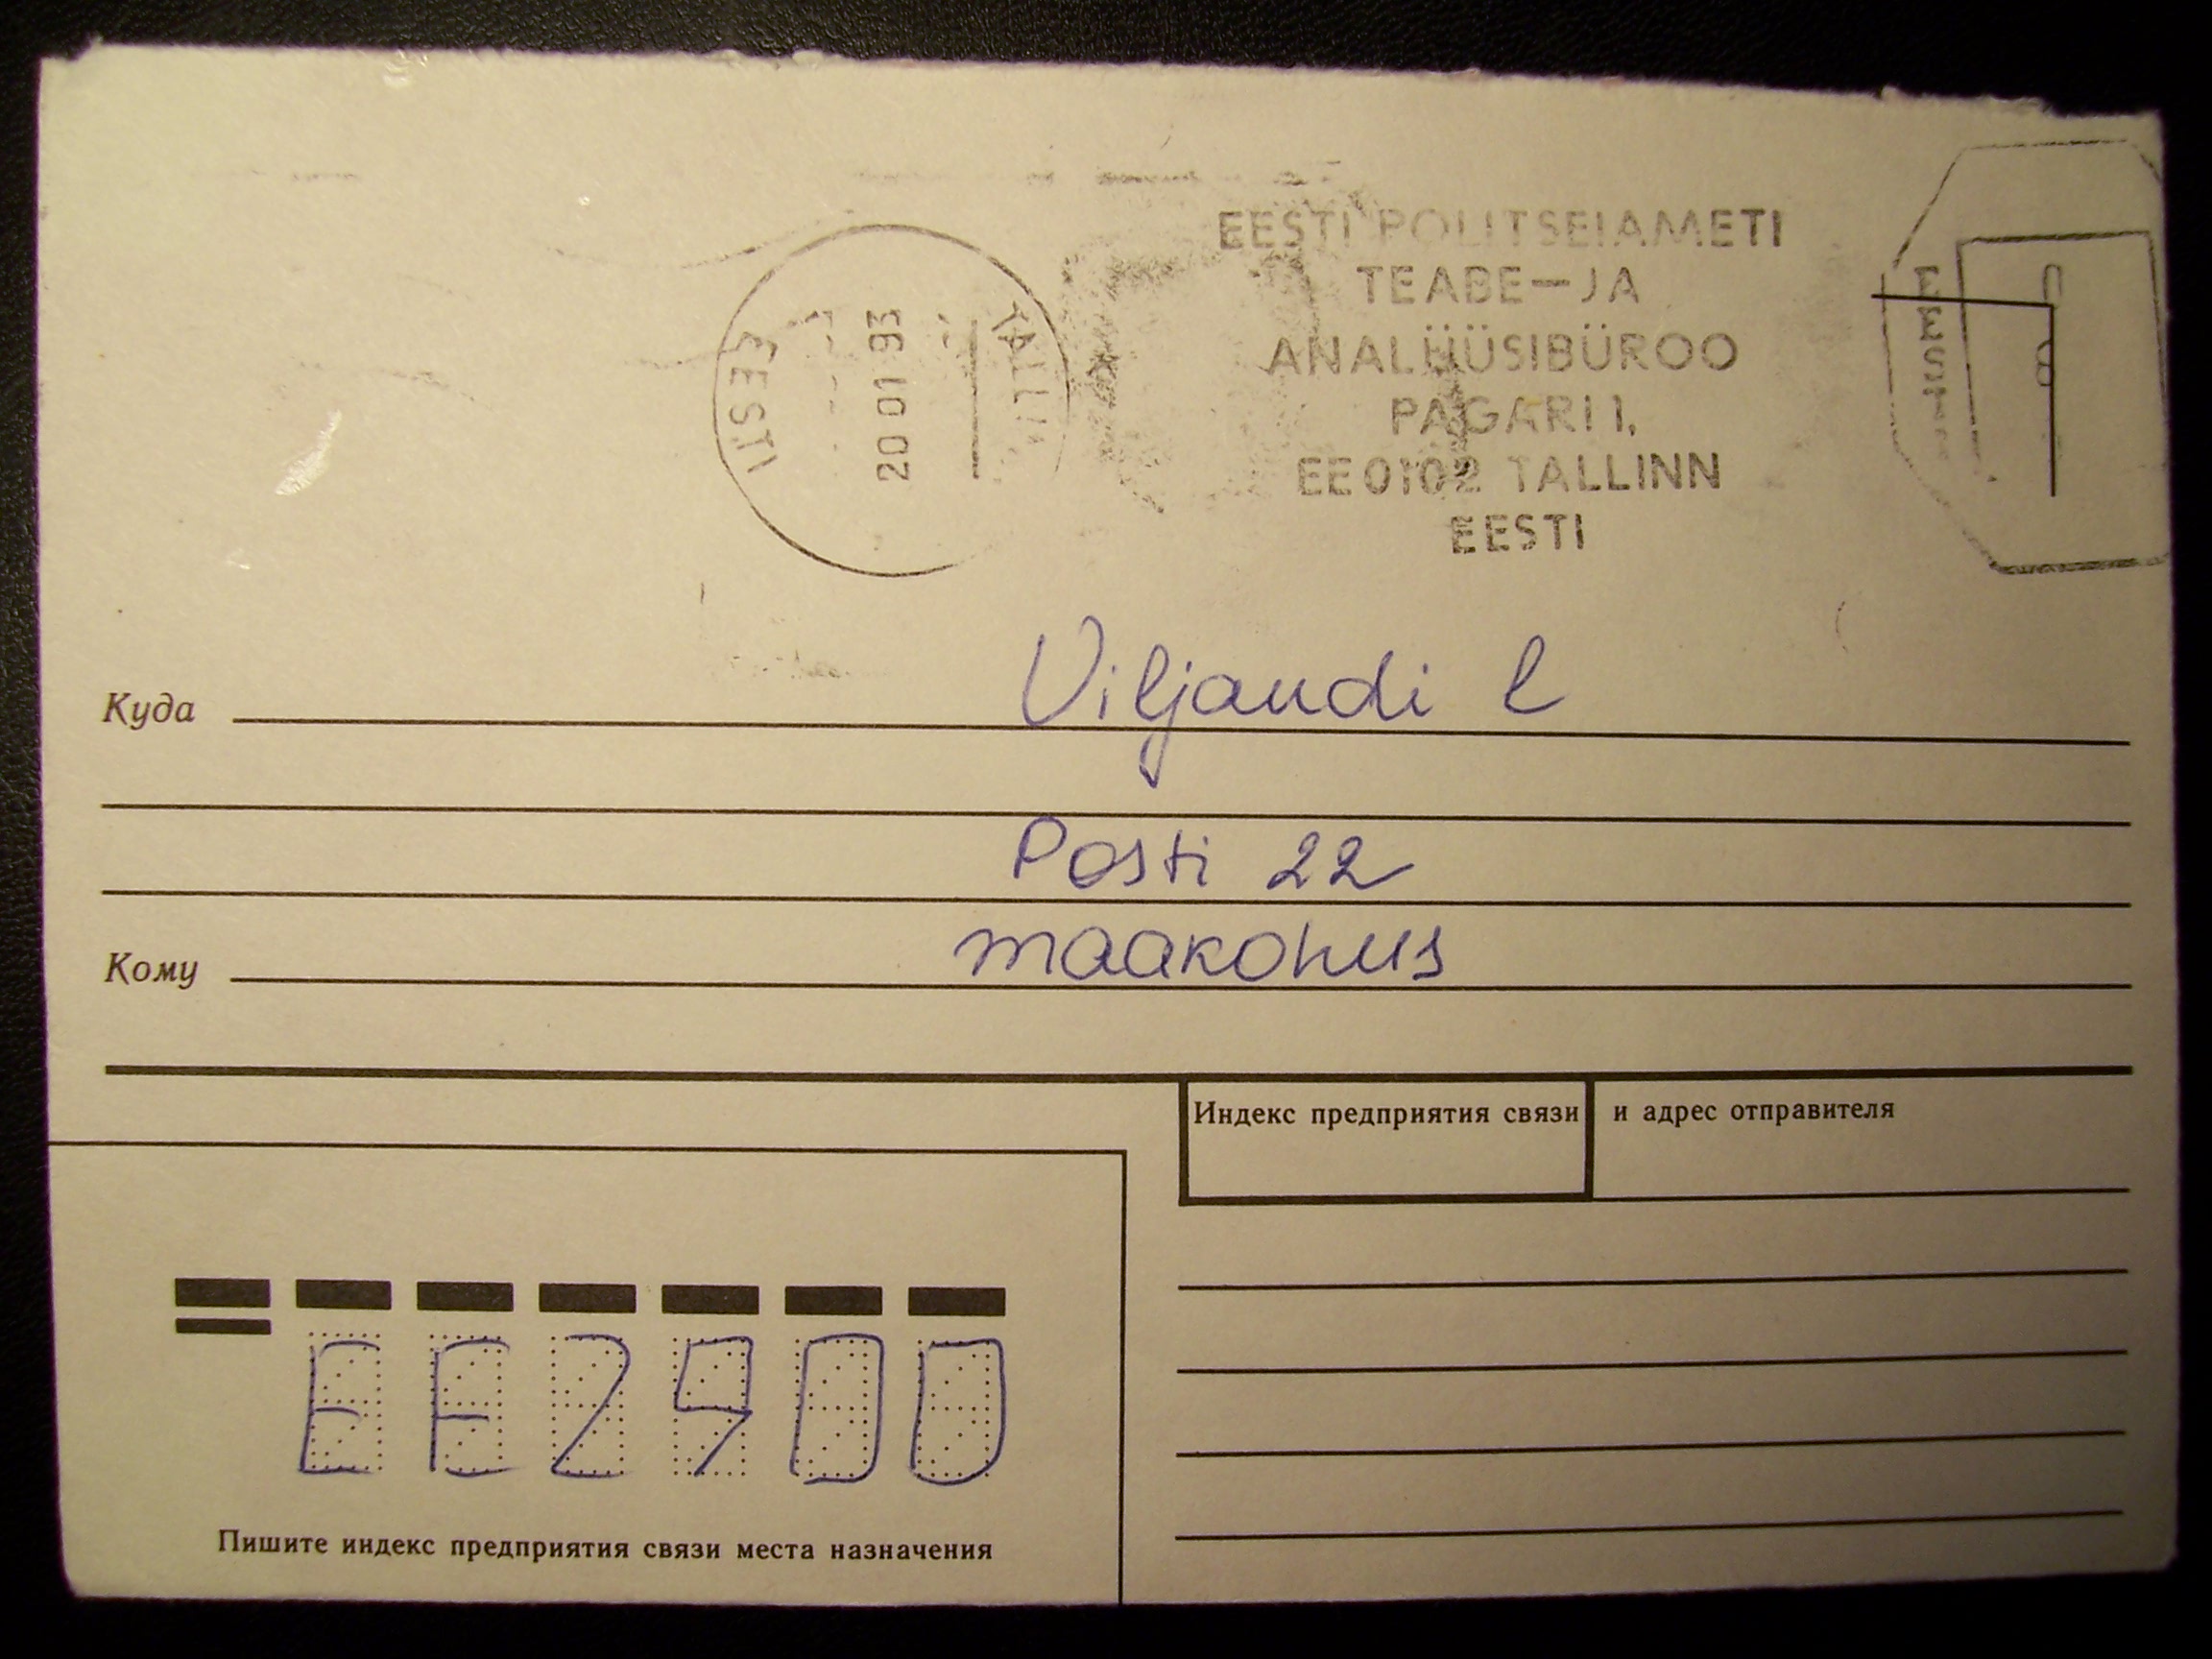 EESTI POLITSEIAMETI
TEABE-JA
ANALÜÜSIBÜROO
PAGARI 1,
EE0102 TALLINN
EESTI
TALLI
20 01 93
EESTI
EESTI
Куда
Viljandi l
Posti 22
Кому
maakohus
Индекс предприятия связи и адрес отправителя
EE2900
Пишите индекс предприятия связи места назначения